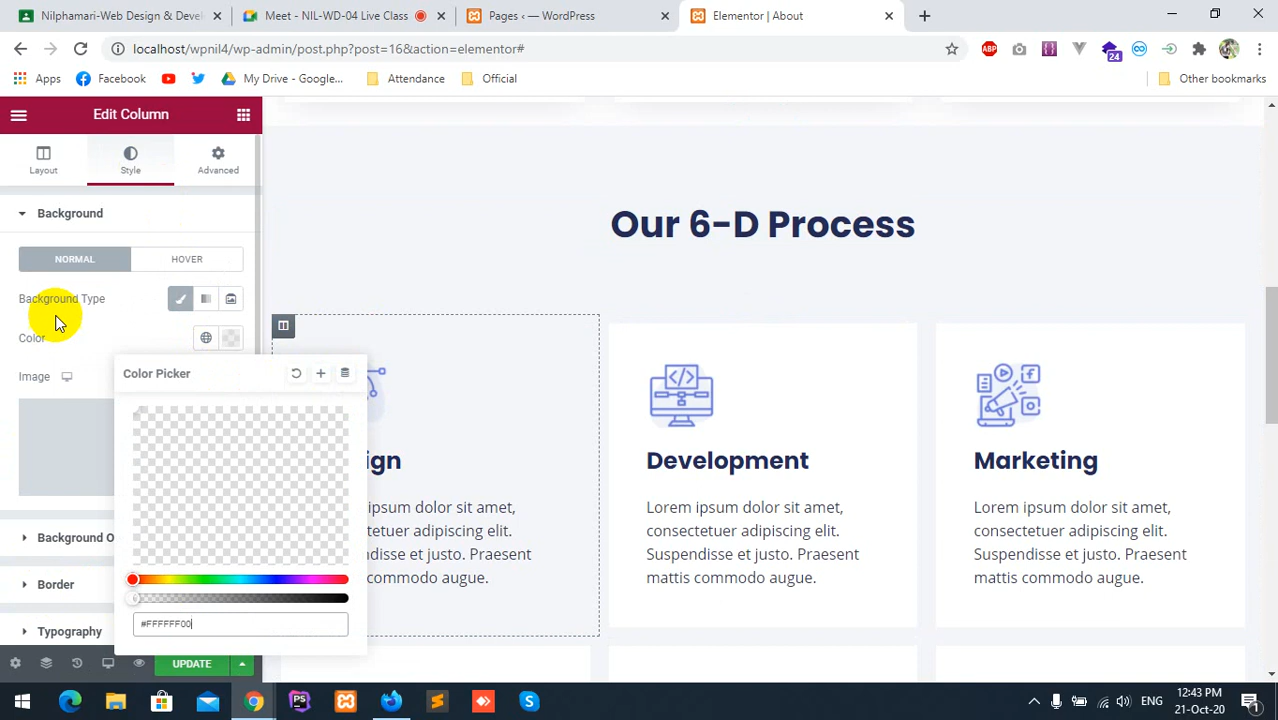 Nilphamari-Web Design & Devel
Meet - NIL-WD-04 Live Class
Pages ‹ — WordPress
Elementor | About
localhost/wpnil4/wp-admin/post.php?post=16&action=elementor#
ABP
24
Apps
Facebook
My Drive - Google...
Attendance
Official
Other bookmarks
Edit Column
Layout
Style
Advanced
Background
NORMAL
HOVER
Background Type
Color
Image
Color Picker
#FFFFFF00
Background O
Border
Typography
UPDATE
Our 6-D Process
ign
ipsum dolor sit amet,
ctetuer adipiscing elit.
ndisse et justo. Praesent
commodo augue.
Development
Lorem ipsum dolor sit amet,
consectetuer adipiscing elit.
Suspendisse et justo. Praesent
mattis commodo augue.
Marketing
Lorem ipsum dolor sit amet,
consectetuer adipiscing elit.
Suspendisse et justo. Praesent
mattis commodo augue.
PS
ENG
12:43 PM
21-Oct-20
1